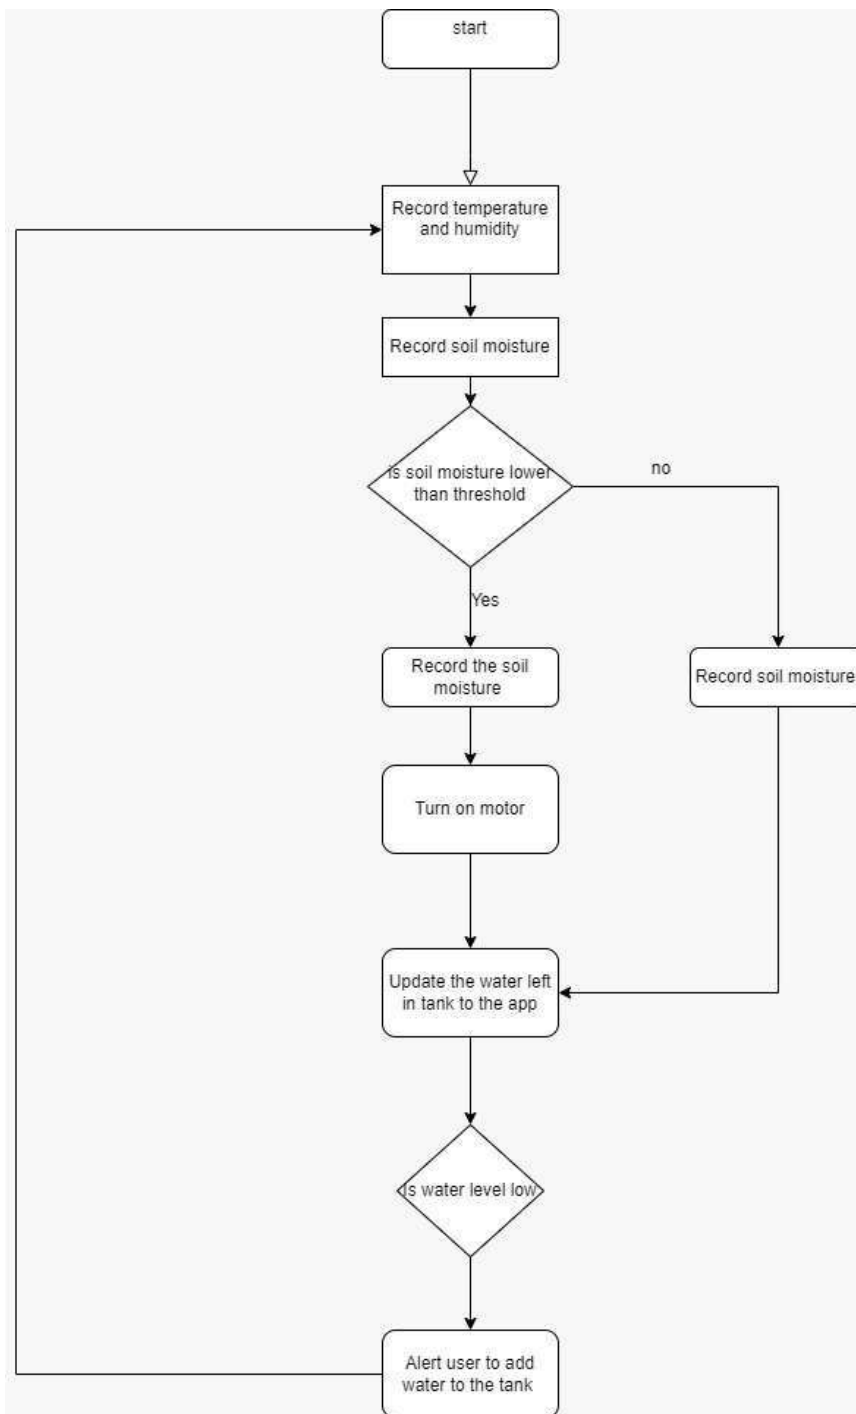 start
Record temperature
and humidity
Record soil moisture
is soil moisture lower
than threshold
no
Yes
Record the soil
moisture
Record soil moisture
Turn on motor
Update the water left
in tank to the app
Is water level low
Alert user to add
water to the tank